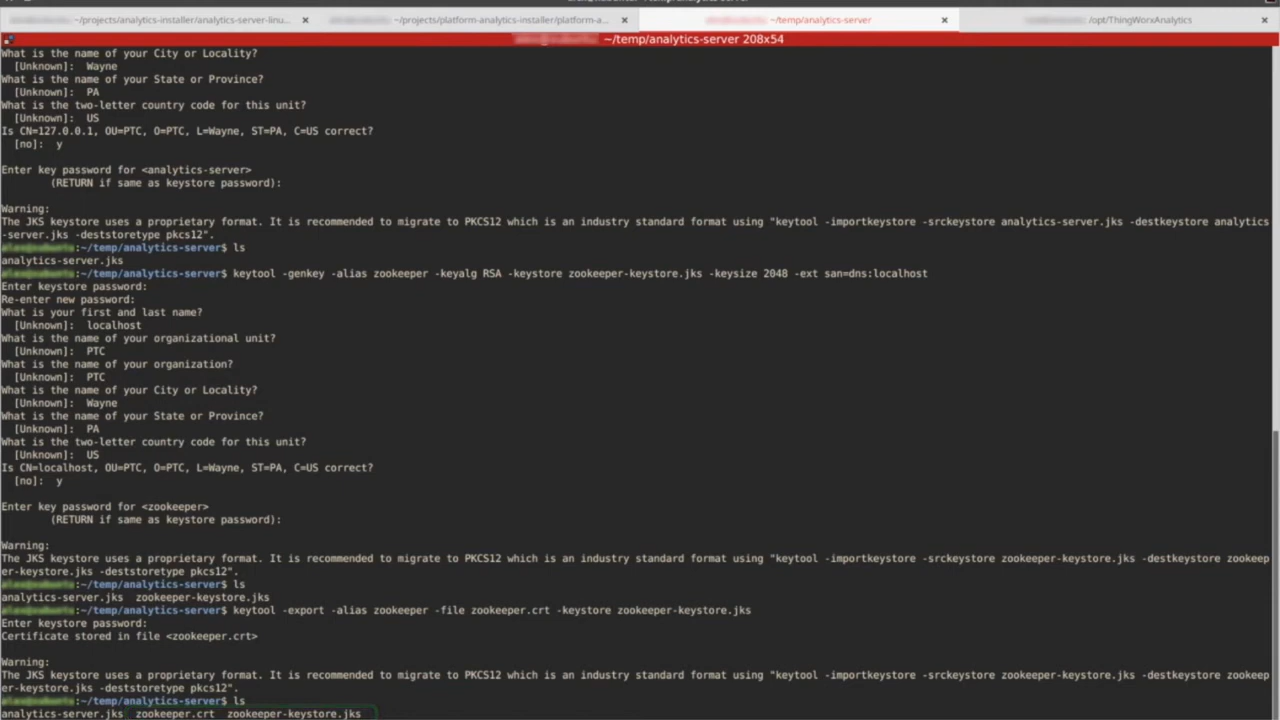 ~/projects/analytics-installer/analytics-server-linu... ×
~/projects/platform-analytics-installer/platform-a... ×
~/temp/analytics-server ×
/opt/ThingWorxAnalytics ×
~/temp/analytics-server 208x54
What is the name of your City or Locality?
[Unknown]: Wayne
What is the name of your State or Province?
[Unknown]: PA
What is the two-letter country code for this unit?
[Unknown]: US
Is CN=127.0.0.1, OU=PTC, O=PTC, L=Wayne, ST=PA, C=US correct?
[no]: y
Enter key password for <analytics-server>
(RETURN if same as keystore password):
Warning:
The JKS keystore uses a proprietary format. It is recommended to migrate to PKCS12 which is an industry standard format using "keytool -importkeystore -srckeystore analytics-server.jks -destkeystore analytics
-server.jks -deststoretype pkcs12".
:~/temp/analytics-server$ ls
analytics-server.jks
:~/temp/analytics-server$ keytool -genkey -alias zookeeper -keyalg RSA -keystore zookeeper-keystore.jks -keysize 2048 -ext san=dns:localhost
Enter keystore password:
Re-enter new password:
What is your first and last name?
[Unknown]: localhost
What is the name of your organizational unit?
[Unknown]: PTC
What is the name of your organization?
[Unknown]: PTC
What is the name of your City or Locality?
[Unknown]: Wayne
What is the name of your State or Province?
[Unknown]: PA
What is the two-letter country code for this unit?
[Unknown]: US
Is CN=localhost, OU=PTC, O=PTC, L=Wayne, ST=PA, C=US correct?
[no]: y
Enter key password for <zookeeper>
(RETURN if same as keystore password):
Warning:
The JKS keystore uses a proprietary format. It is recommended to migrate to PKCS12 which is an industry standard format using "keytool -importkeystore -srckeystore zookeeper-keystore.jks -destkeystore zookeep
er-keystore.jks -deststoretype pkcs12".
:~/temp/analytics-server$ ls
analytics-server.jks zookeeper-keystore.jks
:~/temp/analytics-server$ keytool -export -alias zookeeper -file zookeeper.crt -keystore zookeeper-keystore.jks
Enter keystore password:
Certificate stored in file <zookeeper.crt>
Warning:
The JKS keystore uses a proprietary format. It is recommended to migrate to PKCS12 which is an industry standard format using "keytool -importkeystore -srckeystore zookeeper-keystore.jks -destkeystore zookeep
er-keystore.jks -deststoretype pkcs12".
:~/temp/analytics-server$ ls
analytics-server.jks zookeeper.crt zookeeper-keystore.jks